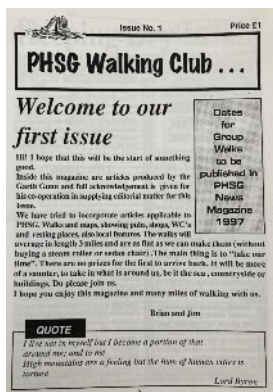 Issue No. 1
Price £1
PHSG Walking Club . . .
Welcome to our
first issue
Dates
for
Group
Walks
to be
published in
PHSG
News
Magazine
1997
Hi! I hope that this will be the start of something
good.
Inside this magazine are articles produced by the
Garth Gunn and full acknowledgement is given for
his co-operation in supplying editorial matter for this
issue.
We have tried to incorporate articles applicable to
PHSG. Walks and maps, showing pubs, shops, WC's
and resting places, also local features. The walks will
average in length 3 miles and are as flat as we can make them (without
buying a steam roller or sedan chair). The main thing is to "take our
time". There are no prizes for the first to arrive back. It will be more
of a saunter, to take in what is around us, be it the sea, countryside or
buildings. Do please join us.
I hope you enjoy this magazine and many miles of walking with us.
Brian and Jim
QUOTE
I live not in myself but I become a portion of that
around me; and to me
High mountains are a feeling but the hum of human cities in
torture
Lord Byron